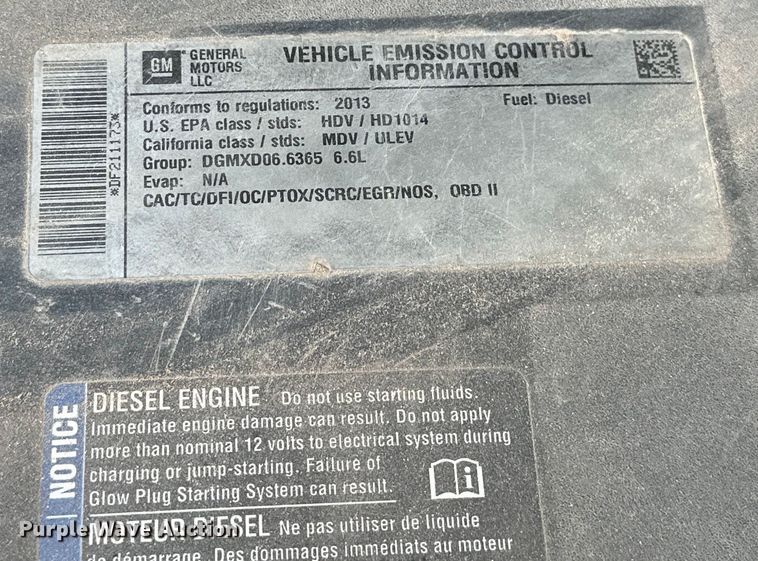 GM GENERAL MOTORS LLC
VEHICLE EMISSION CONTROL
INFORMATION
Conforms to regulations: 2013 Fuel: Diesel
U.S. EPA class / stds: HDV / HD1014
California class / stds: MDV / ULEV
Group: DGMXD06.6365 6.6L
Evap: N/A
CAC/TC/DFI/OC/PTOX/SCRC/EGR/NOS, OBD II
*DF211173*
NOTICE
DIESEL ENGINE Do not use starting fluids.
Immediate engine damage can result. Do not apply
more than nominal 12 volts to electrical system during
charging or jump-starting. Failure of
Glow Plug Starting System can result.
MOTEUR DIESEL Ne pas utiliser de liquide
de démarrage. Des dommages immédiats au moteur
Purple Wave Auction